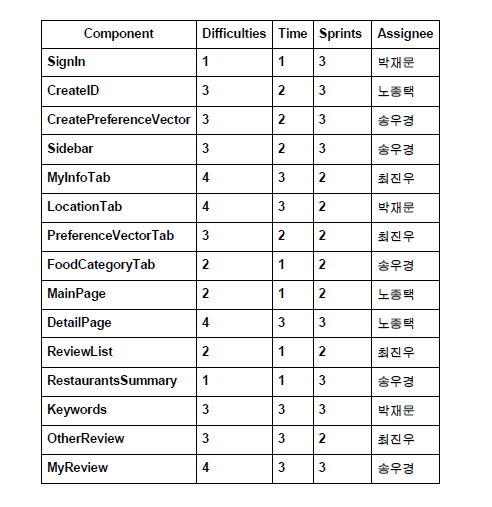 Component Difficulties Time Sprints Assignee
SignIn 1 1 3 박재문
CreateID 3 2 3 노종택
CreatePreferenceVector 3 2 3 송우경
Sidebar 3 2 3 송우경
MyInfoTab 4 3 2 최진우
LocationTab 4 3 2 박재문
PreferenceVectorTab 3 2 2 최진우
FoodCategoryTab 2 1 2 송우경
MainPage 2 1 2 노종택
DetailPage 4 3 3 노종택
ReviewList 2 1 2 최진우
RestaurantsSummary 1 1 3 송우경
Keywords 3 3 3 박재문
OtherReview 3 3 2 최진우
MyReview 4 3 3 송우경